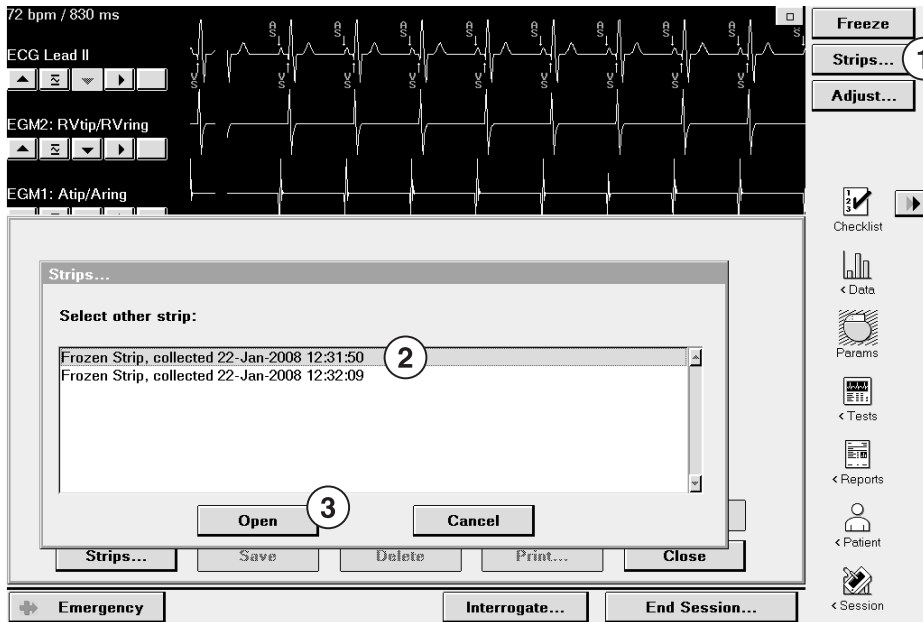 72 bpm / 830 ms
ECG Lead II
EGM2: RVtip/RVring
EGM1: Atip/Aring
A S A S A S A S A S A S A S A S S
V S V S V S V S V S V S V S V S
Freeze
Strips...
1
Adjust...
1 2 3
Checklist
< Data
Params
< Tests
< Reports
< Patient
< Session
Strips...
Select other strip:
Frozen Strip, collected 22-Jan-2008 12:31:50
2
Frozen Strip, collected 22-Jan-2008 12:32:09
Open
3
Cancel
Strips...
Save
Delete
Print...
Close
Emergency
Interrogate...
End Session...